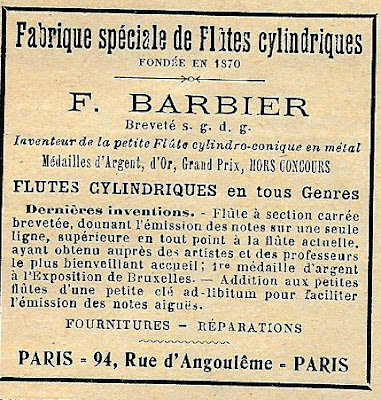 Fabrique spéciale de Flûtes cylindriques
FONDÉE EN 1870
F. BARBIER
Breveté s. g. d. g.
Inventeur de la petite Flûte cylindro-conique en métal
Médailles d'Argent, d'Or, Grand Prix, HORS CONCOURS
FLUTES CYLINDRIQUES en tous Genres
Dernières inventions. - Flûte à section carrée
brevetée, donnant l'émission des notes sur une seule
ligne, supérieure en tout point à la flûte actuelle,
ayant obtenu auprès des artistes et des professeurs
le plus bienveillant accueil; 1re médaille d'argent
à l'Exposition de Bruxelles. — Addition aux petites
flûtes d'une petite clé ad-libitum pour faciliter
l'émission des notes aiguës.
FOURNITURES - RÉPARATIONS
PARIS - 94, Rue d'Angoulême - PARIS